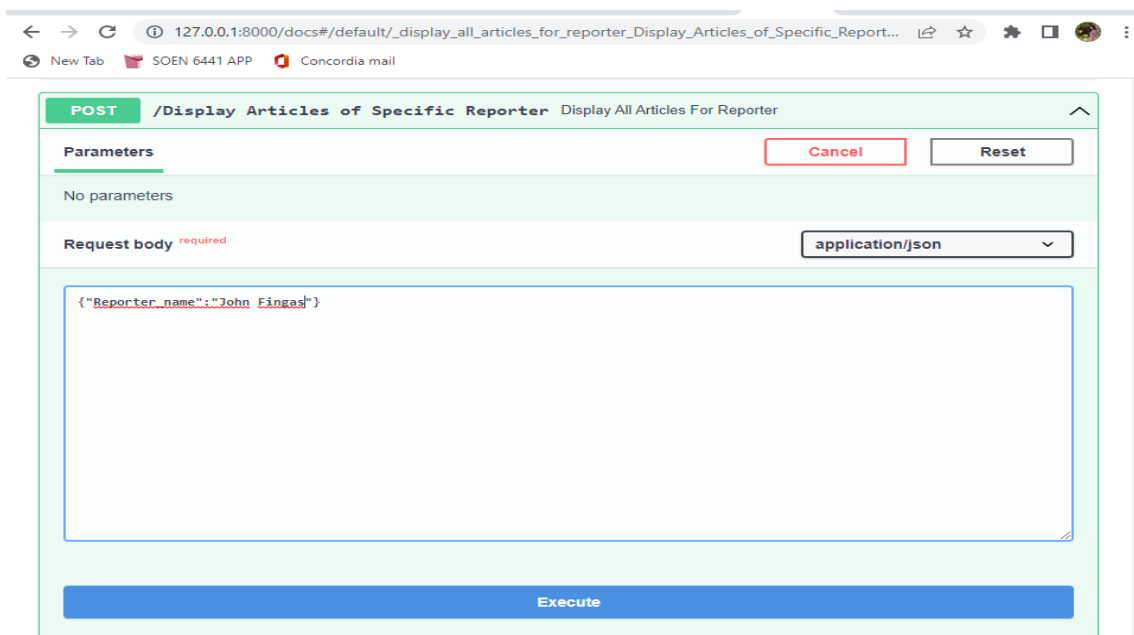 127.0.0.1:8000/docs#/default/_display_all_articles_for_reporter_Display_Articles_of_Specific_Report...
New Tab SOEN 6441 APP Concordia mail
POST /Display Articles of Specific Reporter Display All Articles For Reporter
Parameters Cancel Reset
No parameters
Request body required application/json
{"Reporter_name":"John Fingas"}
Execute